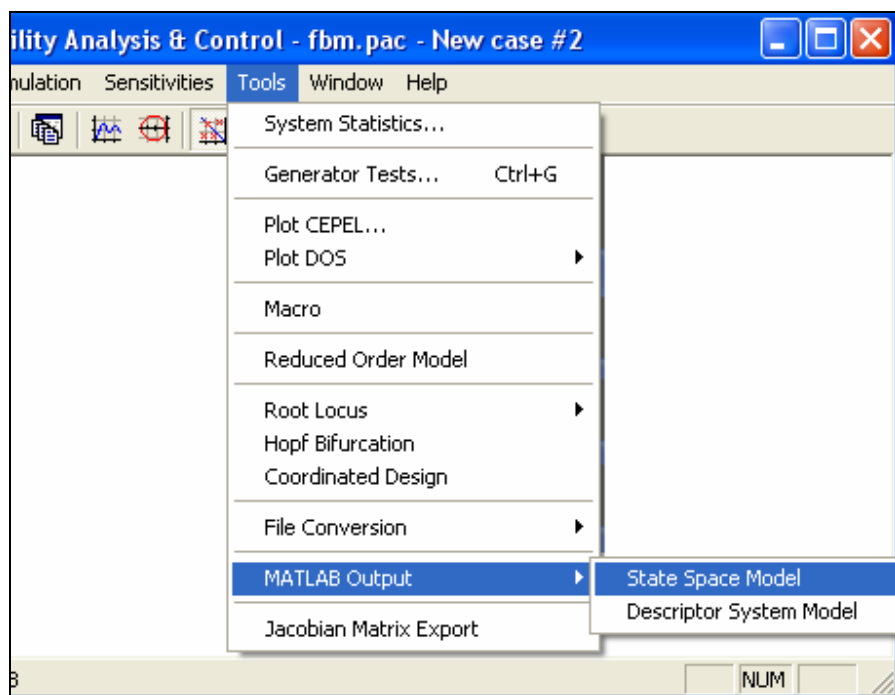 ility Analysis & Control - fbm.pac - New case #2
nulation Sensitivities Tools Window Help
System Statistics...
Generator Tests... Ctrl+G
Plot CEPEL...
Plot DOS
Macro
Reduced Order Model
Root Locus
Hopf Bifurcation
Coordinated Design
File Conversion
MATLAB Output
State Space Model
Descriptor System Model
Jacobian Matrix Export
NUM